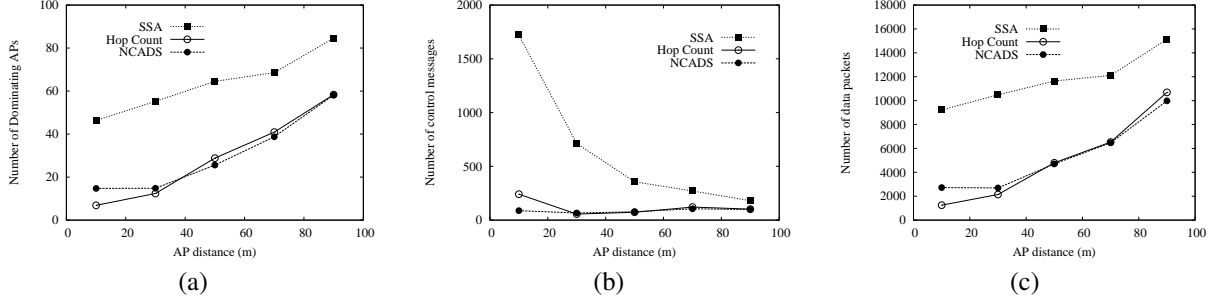 Number of Dominating APs
100
80
60
40
20
0
SSA
Hop Count
NCADS
0 20 40 60 80 100
AP distance (m)
(a)
Number of control messages
2000
1500
1000
500
0
SSA
Hop Count
NCADS
0 20 40 60 80 100
AP distance (m)
(b)
Number of data packets
18000
16000
14000
12000
10000
8000
6000
4000
2000
0
SSA
Hop Count
NCADS
0 20 40 60 80 100
AP distance (m)
(c)